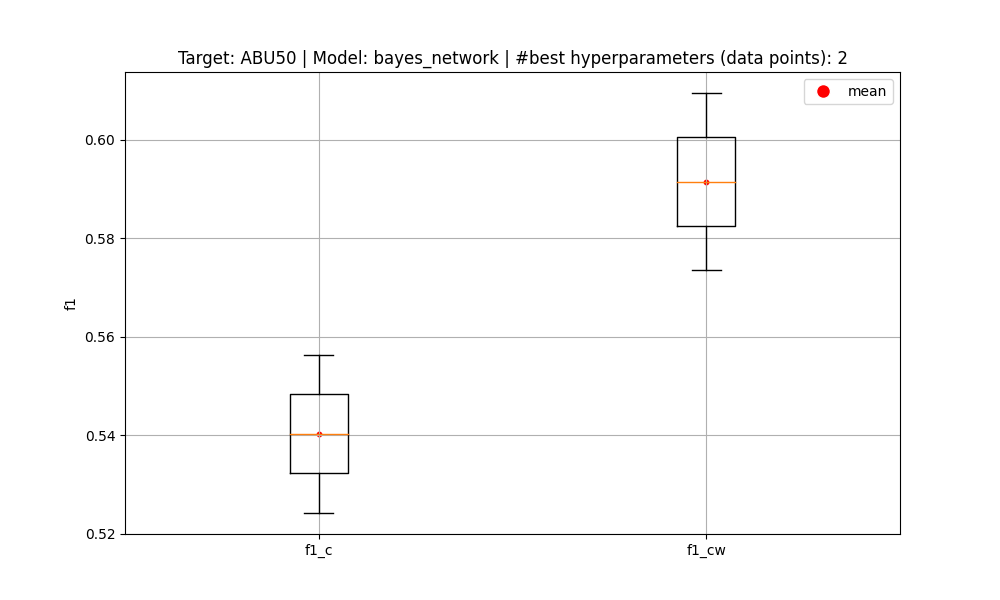 Target: ABU50 | Model: bayes_network | #best hyperparameters (data points): 2
mean
0.60
0.58
0.56
0.54
0.52
f1
f1_c
f1_cw